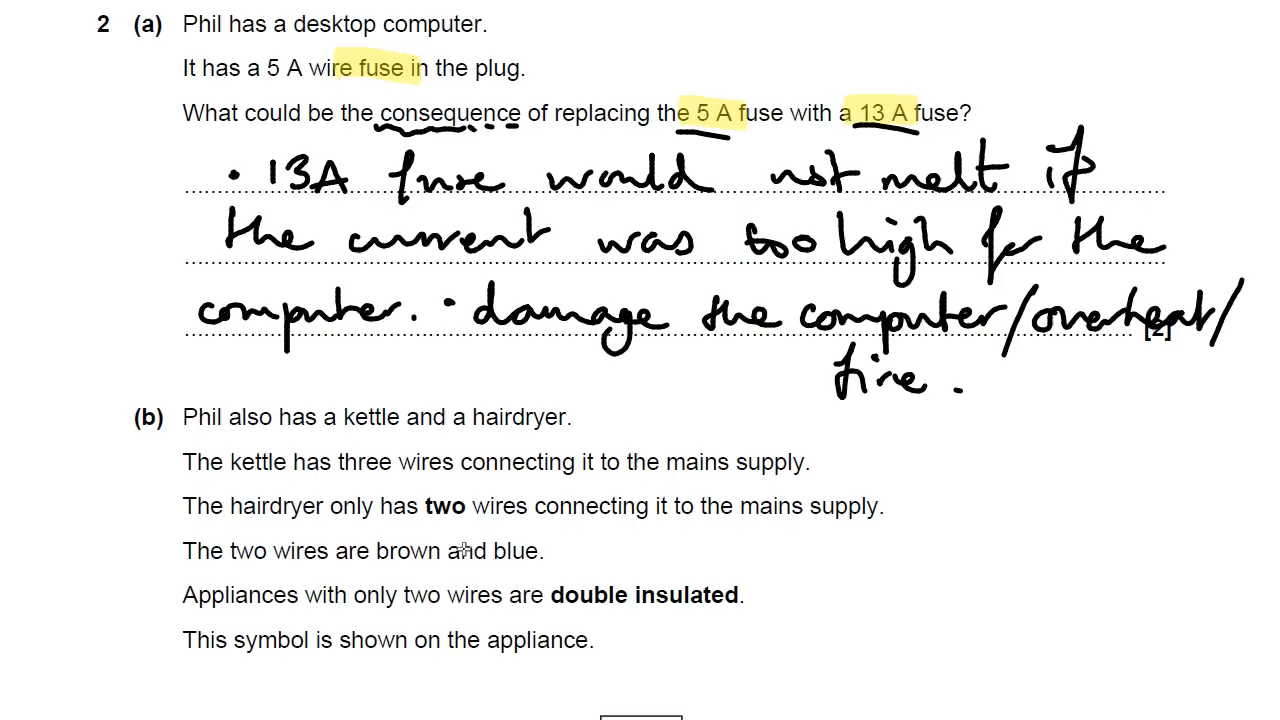 2 (a) Phil has a desktop computer.
It has a 5 A wire fuse in the plug.
What could be the consequence of replacing the 5 A fuse with a 13 A fuse?
• 13A fuse would not melt if
the current was too high for the
computer. • damage the computer/overheat/
[2]
fire.
(b) Phil also has a kettle and a hairdryer.
The kettle has three wires connecting it to the mains supply.
The hairdryer only has two wires connecting it to the mains supply.
The two wires are brown and blue.
Appliances with only two wires are double insulated.
This symbol is shown on the appliance.